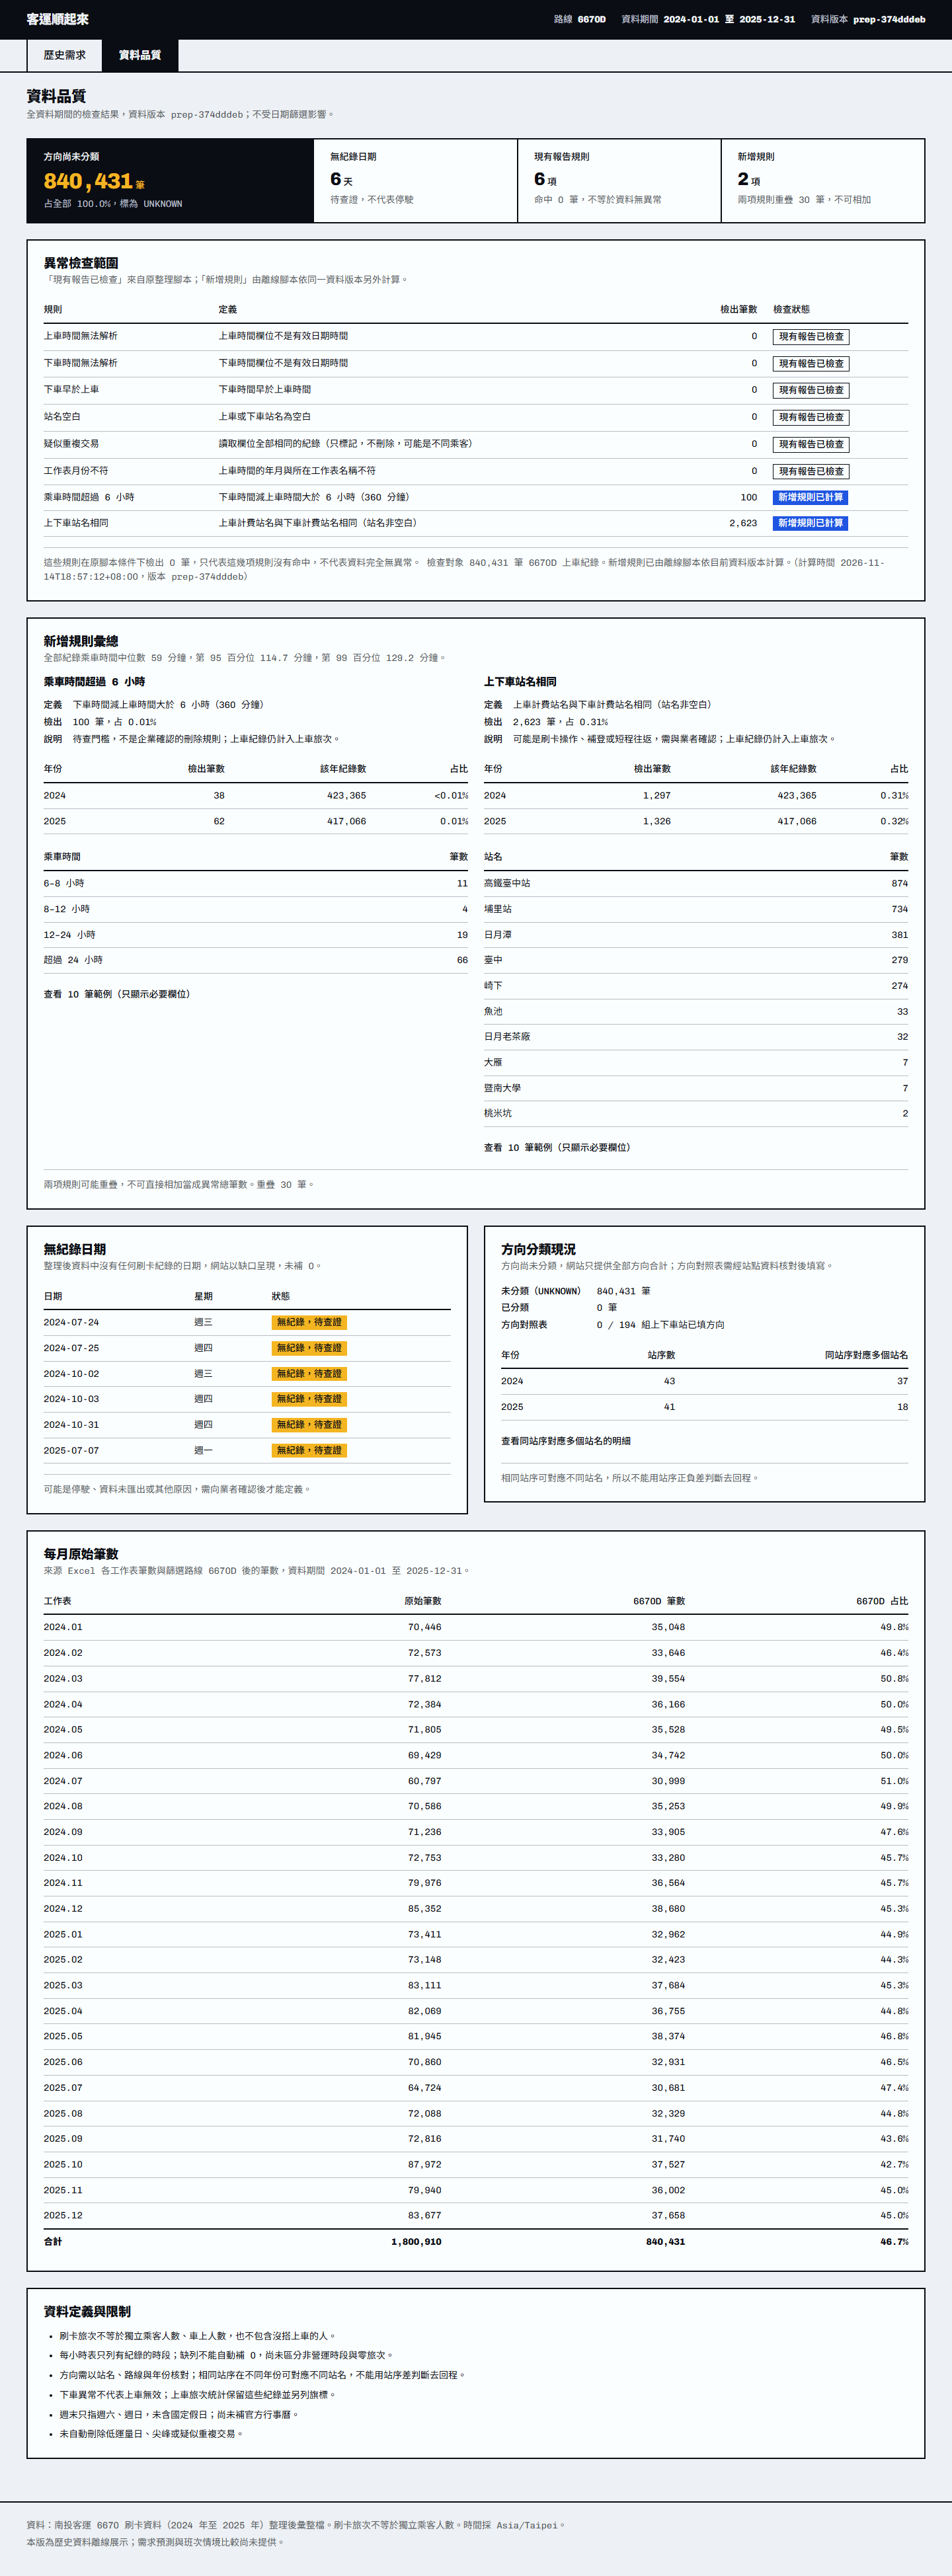 客運順起來
路線 6670D 資料期間 2024-01-01 至 2025-12-31 資料版本 prep-374dddeb
歷史需求 資料品質
資料品質
全資料期間的檢查結果，資料版本 prep-374dddeb；不受日期篩選影響。
方向尚未分類 無紀錄日期 現有報告規則 新增規則
840,431 筆 6 天 6 項 2 項
占全部 100.0%，標為 UNKNOWN 待查證，不代表停駛 命中 0 筆，不等於資料無異常 兩項規則重疊 30 筆，不可相加
異常檢查範圍
「現有報告已檢查」來自原整理腳本；「新增規則」由離線腳本依同一資料版本另外計算。
規則 定義 檢出筆數 檢查狀態
上車時間無法解析 上車時間欄位不是有效日期時間 0 現有報告已檢查
下車時間無法解析 下車時間欄位不是有效日期時間 0 現有報告已檢查
下車早於上車 下車時間早於上車時間 0 現有報告已檢查
站名空白 上車或下車站名為空白 0 現有報告已檢查
疑似重複交易 讀取欄位全部相同的紀錄（只標記，不刪除，可能是不同乘客） 0 現有報告已檢查
工作表月份不符 上車時間的年月與所在工作表名稱不符 0 現有報告已檢查
乘車時間超過 6 小時 下車時間減上車時間大於 6 小時（360 分鐘） 100 新增規則已計算
上下車站名相同 上車計費站名與下車計費站名相同（站名非空白） 2,623 新增規則已計算
這些規則在原腳本條件下檢出 0 筆，只代表這幾項規則沒有命中，不代表資料完全無異常。 檢查對象 840,431 筆 6670D 上車紀錄。新增規則已由離線腳本依目前資料版本計算。（計算時間 2026-11-
14T18:57:12+08:00，版本 prep-374dddeb）
新增規則彙總
全部紀錄乘車時間中位數 59 分鐘，第 95 百分位 114.7 分鐘，第 99 百分位 129.2 分鐘。
乘車時間超過 6 小時
定義 下車時間減上車時間大於 6 小時（360 分鐘）
檢出 100 筆，占 0.01%
說明 待查門檻，不是企業確認的刪除規則；上車紀錄仍計入上車旅次。
年份 檢出筆數 該年紀錄數 占比
2024 38 423,365 <0.01%
2025 62 417,066 0.01%
乘車時間 筆數
6–8 小時 11
8–12 小時 4
12–24 小時 19
超過 24 小時 66
查看 10 筆範例（只顯示必要欄位）
上下車站名相同
定義 上車計費站名與下車計費站名相同（站名非空白）
檢出 2,623 筆，占 0.31%
說明 可能是刷卡操作、補登或短程往返，需與業者確認；上車紀錄仍計入上車旅次。
年份 檢出筆數 該年紀錄數 占比
2024 1,297 423,365 0.31%
2025 1,326 417,066 0.32%
站名 筆數
高鐵臺中站 874
埔里站 734
日月潭 381
臺中 279
崎下 274
魚池 33
日月老茶廠 32
大雁 7
暨南大學 7
桃米坑 2
查看 10 筆範例（只顯示必要欄位）
兩項規則可能重疊，不可直接相加當成異常總筆數。重疊 30 筆。
無紀錄日期
整理後資料中沒有任何刷卡紀錄的日期，網站以缺口呈現，未補 0。
日期 星期 狀態
2024-07-24 週三 無紀錄，待查證
2024-07-25 週四 無紀錄，待查證
2024-10-02 週三 無紀錄，待查證
2024-10-03 週四 無紀錄，待查證
2024-10-31 週四 無紀錄，待查證
2025-07-07 週一 無紀錄，待查證
可能是停駛、資料未匯出或其他原因，需向業者確認後才能定義。
方向分類現況
方向尚未分類，網站只提供全部方向合計；方向對照表需經站點資料核對後填寫。
未分類（UNKNOWN） 840,431 筆
已分類 0 筆
方向對照表 0 / 194 組上下車站已填方向
年份 站序數 同站序對應多個站名
2024 43 37
2025 41 18
查看同站序對應多個站名的明細
相同站序可對應不同站名，所以不能用站序正負差判斷去回程。
每月原始筆數
來源 Excel 各工作表筆數與篩選路線 6670D 後的筆數，資料期間 2024-01-01 至 2025-12-31。
工作表 原始筆數 6670D 筆數 6670D 占比
2024.01 70,446 35,048 49.8%
2024.02 72,573 33,646 46.4%
2024.03 77,812 39,554 50.8%
2024.04 72,384 36,166 50.0%
2024.05 71,805 35,528 49.5%
2024.06 69,429 34,742 50.0%
2024.07 60,797 30,999 51.0%
2024.08 70,586 35,253 49.9%
2024.09 71,236 33,905 47.6%
2024.10 72,753 33,280 45.7%
2024.11 79,976 36,564 45.7%
2024.12 85,352 38,680 45.3%
2025.01 73,411 32,962 44.9%
2025.02 73,148 32,423 44.3%
2025.03 83,111 37,684 45.3%
2025.04 82,069 36,755 44.8%
2025.05 81,945 38,374 46.8%
2025.06 70,860 32,931 46.5%
2025.07 64,724 30,681 47.4%
2025.08 72,088 32,329 44.8%
2025.09 72,816 31,740 43.6%
2025.10 87,972 37,527 42.7%
2025.11 79,940 36,002 45.0%
2025.12 83,677 37,658 45.0%
合計 1,800,910 840,431 46.7%
資料定義與限制
• 刷卡旅次不等於獨立乘客人數、車上人數，也不包含沒搭上車的人。
• 每小時表只列有紀錄的時段；缺列不能自動補 0，尚未區分非營運時段與零旅次。
• 方向需以站名、路線與年份核對；相同站序在不同年份可對應不同站名，不能用站序差判斷去回程。
• 下車異常不代表上車無效；上車旅次統計保留這些紀錄並另列旗標。
• 週末只指週六、週日，未含國定假日；尚未補官方行事曆。
• 未自動刪除低運量日、尖峰或疑似重複交易。
資料：南投客運 6670 刷卡資料（2024 年至 2025 年）整理後彙整檔。刷卡旅次不等於獨立乘客人數。時間採 Asia/Taipei。
本版為歷史資料離線展示；需求預測與班次情境比較尚未提供。